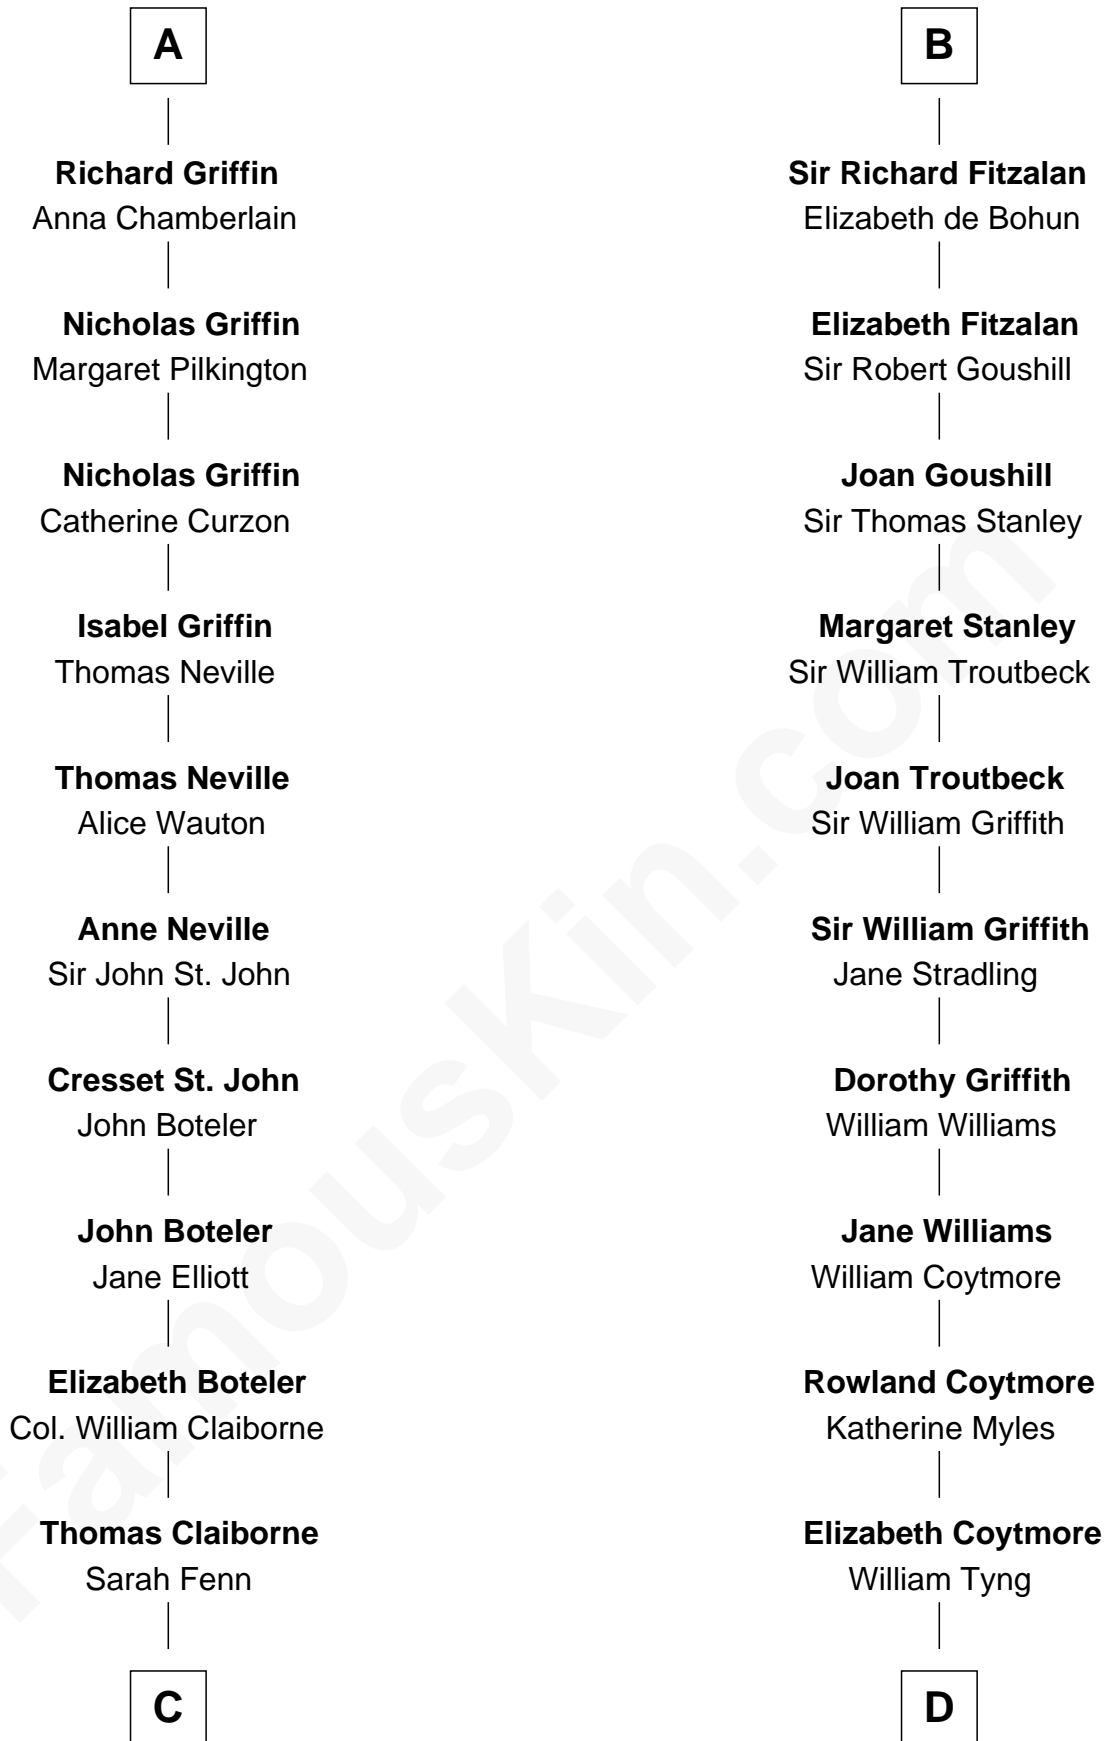 A
Richard Griffin
Anna Chamberlain
Nicholas Griffin
Margaret Pilkington
Nicholas Griffin
Catherine Curzon
Isabel Griffin
Thomas Neville
Thomas Neville
Alice Wauton
Anne Neville
Sir John St. John
Cresset St. John
John Boteler
John Boteler
Jane Elliott
Elizabeth Boteler
Col. William Claiborne
Thomas Claiborne
Sarah Fenn
C
B
Sir Richard Fitzalan
Elizabeth de Bohun
Elizabeth Fitzalan
Sir Robert Goushill
Joan Goushill
Sir Thomas Stanley
Margaret Stanley
Sir William Troutbeck
Joan Troutbeck
Sir William Griffith
Sir William Griffith
Jane Stradling
Dorothy Griffith
William Williams
Jane Williams
William Coytmore
Rowland Coytmore
Katherine Myles
Elizabeth Coytmore
William Tyng
D
FamousKin.com